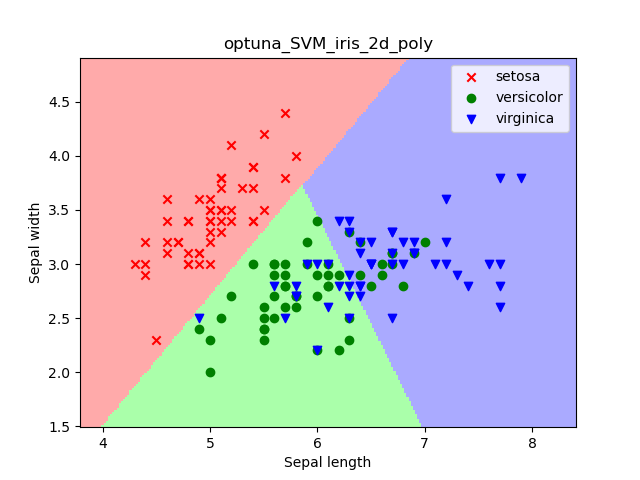 optuna_SVM_iris_2d_poly
setosa
versicolor
virginica
Sepal width
4.5
4.0
3.5
3.0
2.5
2.0
1.5
4 5 6 7 8
Sepal length